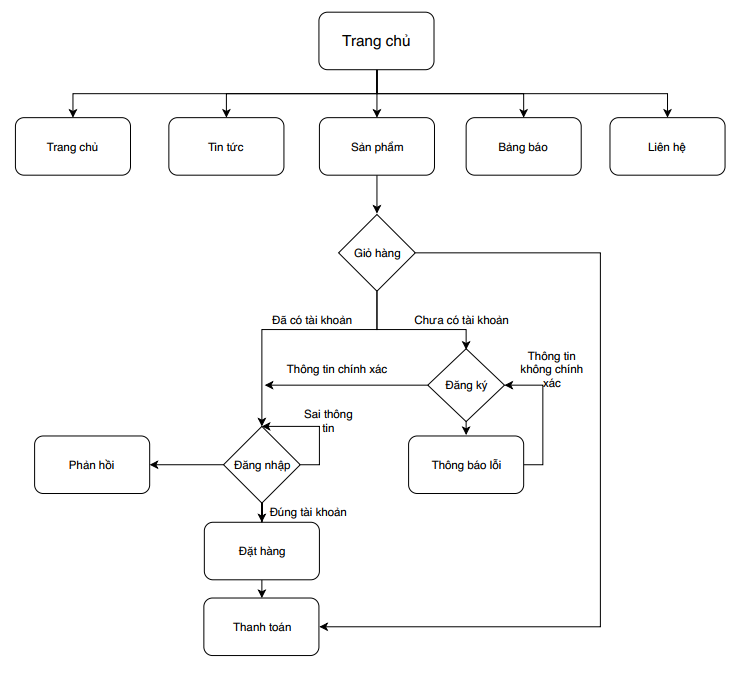 Trang chủ
Trang chủ
Tin tức
Sản phẩm
Bảng báo
Liên hệ
Giỏ hàng
Đã có tài khoản
Chưa có tài khoản
Thông tin
không chính
xác
Thông tin chính xác
Đăng ký
Sai thông
tin
Phản hồi
Đăng nhập
Thông báo lỗi
Đúng tài khoản
Đặt hàng
Thanh toán